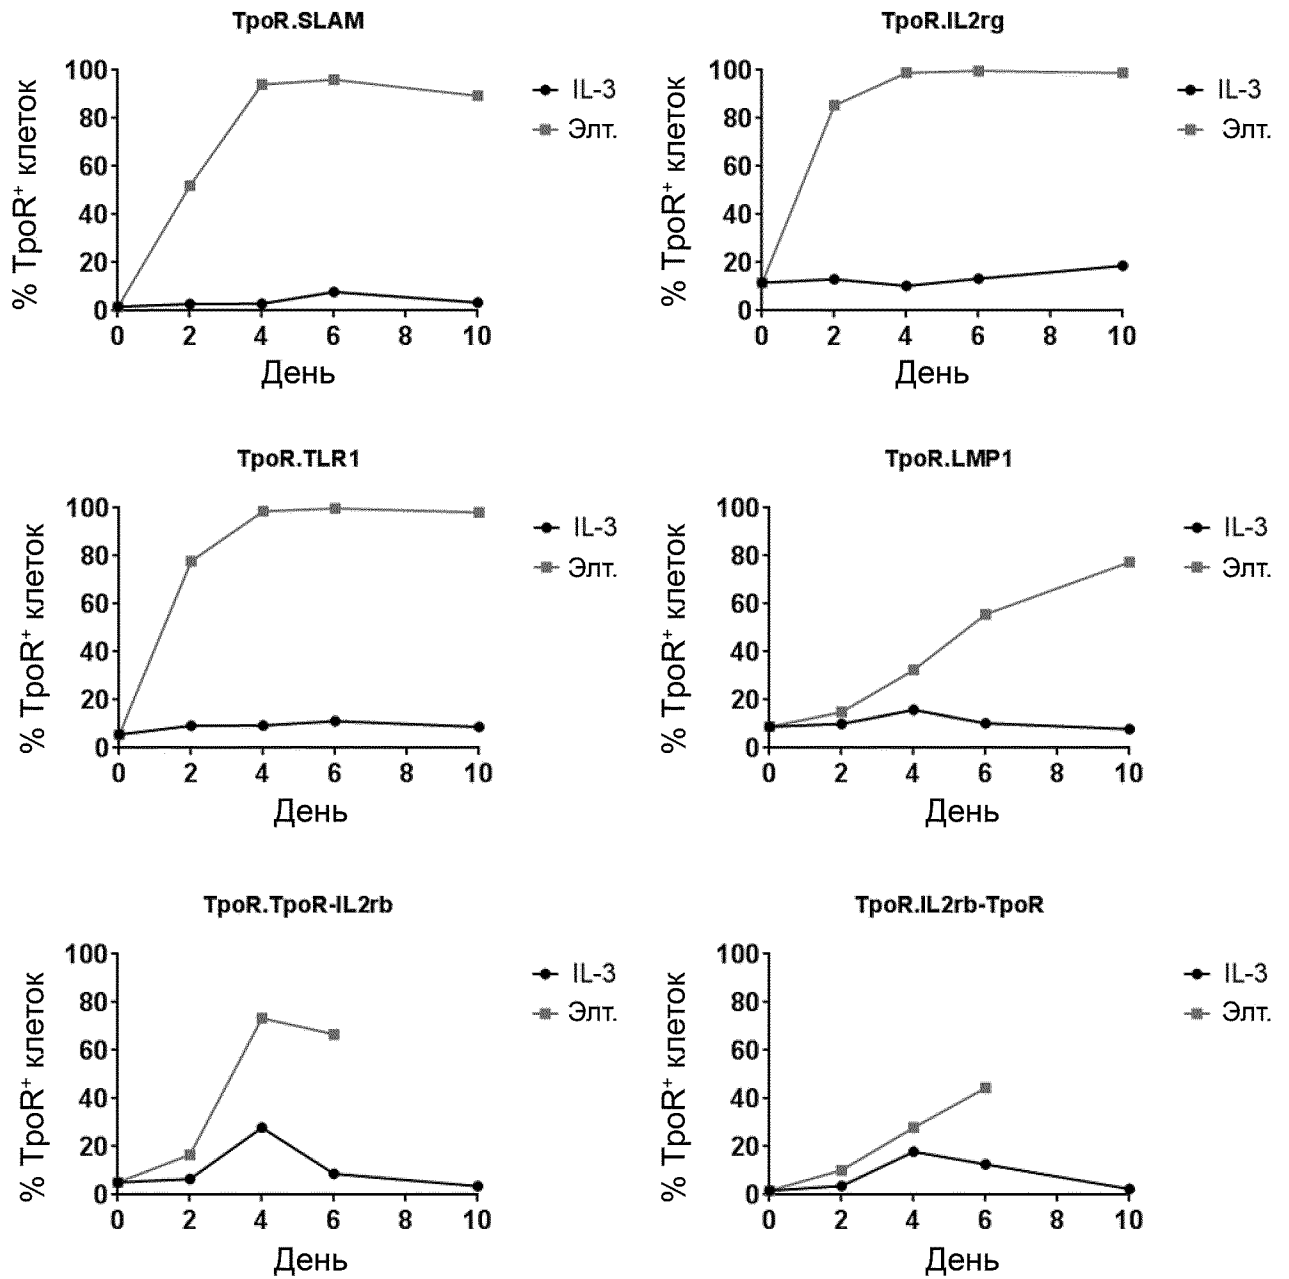 TpoR.SLAM
% TpoR+ клеток
100
80
60
40
20
0
0 2 4 6 8 10
День
IL-3
Элт.
TpoR.IL2rg
% TpoR+ клеток
100
80
60
40
20
0
0 2 4 6 8 10
День
IL-3
Элт.
TpoR.TLR1
% TpoR+ клеток
100
80
60
40
20
0
0 2 4 6 8 10
День
IL-3
Элт.
TpoR.LMP1
% TpoR+ клеток
100
80
60
40
20
0
0 2 4 6 8 10
День
IL-3
Элт.
TpoR.TpoR-IL2rb
% TpoR+ клеток
100
80
60
40
20
0
0 2 4 6 8 10
День
IL-3
Элт.
TpoR.IL2rb-TpoR
% TpoR+ клеток
100
80
60
40
20
0
0 2 4 6 8 10
День
IL-3
Элт.